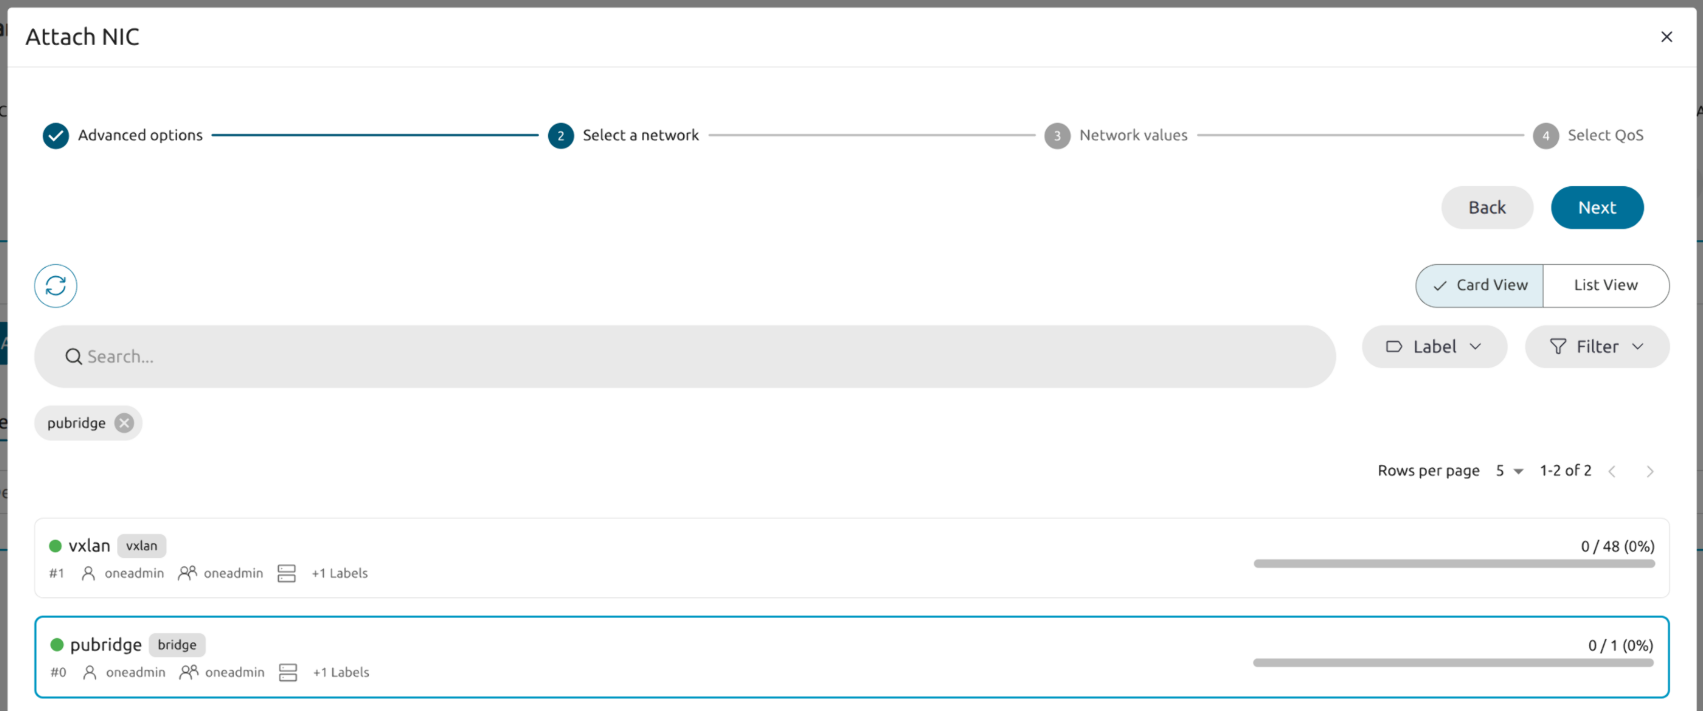 Attach NIC
Advanced options
2 Select a network
3 Network values
4 Select QoS
Back Next
Card View List View
Search...
Label Filter
pubridge
Rows per page 5 1-2 of 2
vxlan vxlan 0 / 48 (0%)
#1 oneadmin oneadmin +1 Labels
pubridge bridge 0 / 1 (0%)
#0 oneadmin oneadmin +1 Labels